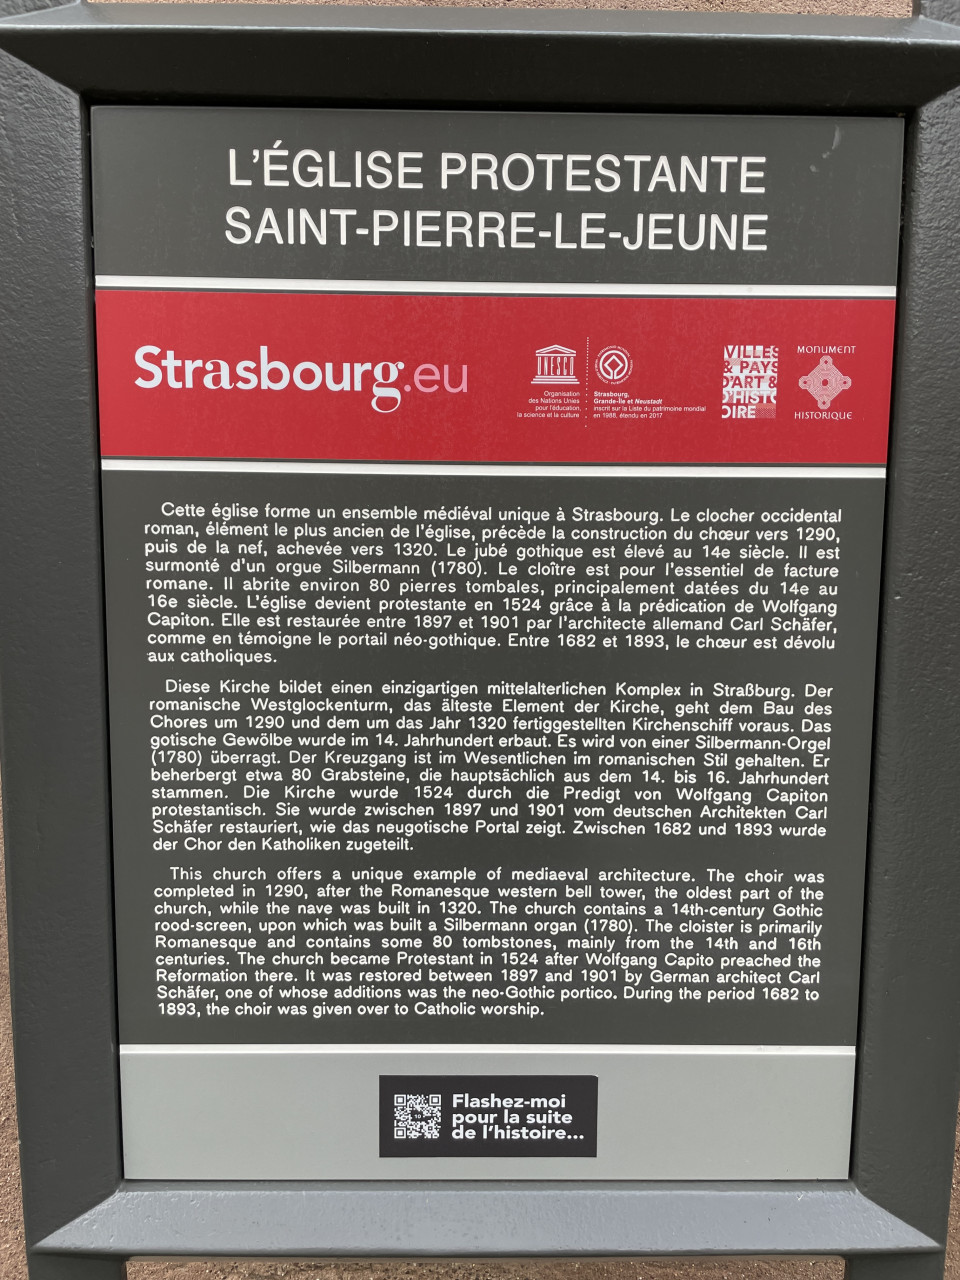 L'ÉGLISE PROTESTANTE
SAINT-PIERRE-LE-JEUNE
Strasbourg.eu
UNESCO
Organisation
des Nations Unies
pour l'éducation,
la science et la culture
Strasbourg,
Grande-Île et Neustadt
inscrit sur la Liste du patrimoine mondial
en 1988, étendu en 2017
VILLES
& PAYS
D'ART &
D'HIST
OIRE
MONUMENT
HISTORIQUE
Cette église forme un ensemble médiéval unique à Strasbourg. Le clocher occidental
roman, élément le plus ancien de l'église, précède la construction du chœur vers 1290,
puis de la nef, achevée vers 1320. Le jubé gothique est élevé au 14e siècle. Il est
surmonté d'un orgue Silbermann (1780). Le cloître est pour l'essentiel de facture
romane. Il abrite environ 80 pierres tombales, principalement datées du 14e au
16e siècle. L'église devient protestante en 1524 grâce à la prédication de Wolfgang
Capiton. Elle est restaurée entre 1897 et 1901 par l'architecte allemand Carl Schäfer,
comme en témoigne le portail néo-gothique. Entre 1682 et 1893, le chœur est dévolu
aux catholiques.
Diese Kirche bildet einen einzigartigen mittelalterlichen Komplex in Straßburg. Der
romanische Westglockenturm, das älteste Element der Kirche, geht dem Bau des
Chores um 1290 und dem um das Jahr 1320 fertiggestellten Kirchenschiff voraus. Das
gotische Gewölbe wurde im 14. Jahrhundert erbaut. Es wird von einer Silbermann-Orgel
(1780) überragt. Der Kreuzgang ist im Wesentlichen im romanischen Stil gehalten. Er
beherbergt etwa 80 Grabsteine, die hauptsächlich aus dem 14. bis 16. Jahrhundert
stammen. Die Kirche wurde 1524 durch die Predigt von Wolfgang Capiton
protestantisch. Sie wurde zwischen 1897 und 1901 vom deutschen Architekten Carl
Schäfer restauriert, wie das neugotische Portal zeigt. Zwischen 1682 und 1893 wurde
der Chor den Katholiken zugeteilt.
This church offers a unique example of mediaeval architecture. The choir was
completed in 1290, after the Romanesque western bell tower, the oldest part of the
church, while the nave was built in 1320. The church contains a 14th-century Gothic
rood-screen, upon which was built a Silbermann organ (1780). The cloister is primarily
Romanesque and contains some 80 tombstones, mainly from the 14th and 16th
centuries. The church became Protestant in 1524 after Wolfgang Capito preached the
Reformation there. It was restored between 1897 and 1901 by German architect Carl
Schäfer, one of whose additions was the neo-Gothic portico. During the period 1682 to
1893, the choir was given over to Catholic worship.
Flashez-moi
pour la suite
de l'histoire...